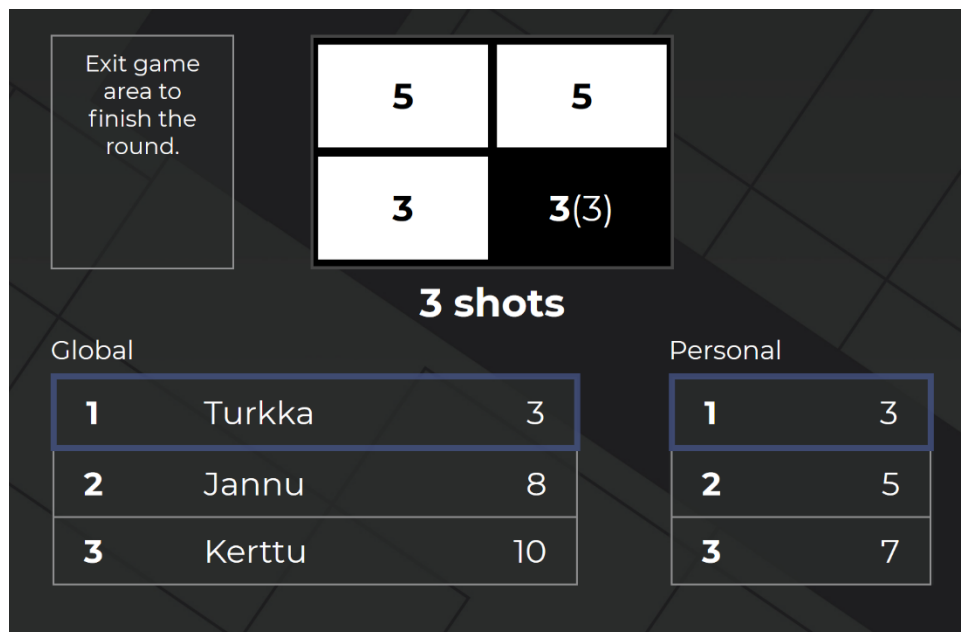 Exit game
area to
finish the
round.
5 5
3 3(3)
3 shots
Global
1 Turkka 3
2 Jannu 8
3 Kerttu 10
Personal
1 3
2 5
3 7